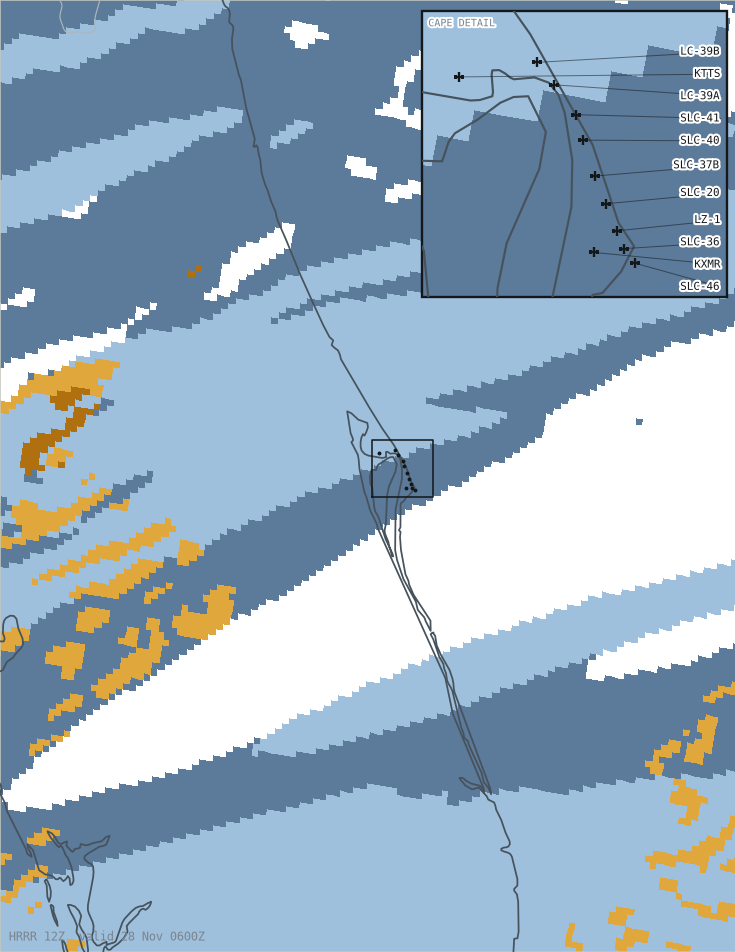 CAPE DETAIL
LC-39B
KTTS
LC-39A
SLC-41
SLC-40
SLC-37B
SLC-20
LZ-1
SLC-36
KXMR
SLC-46
HRRR 12Z, valid 28 Nov 0600Z